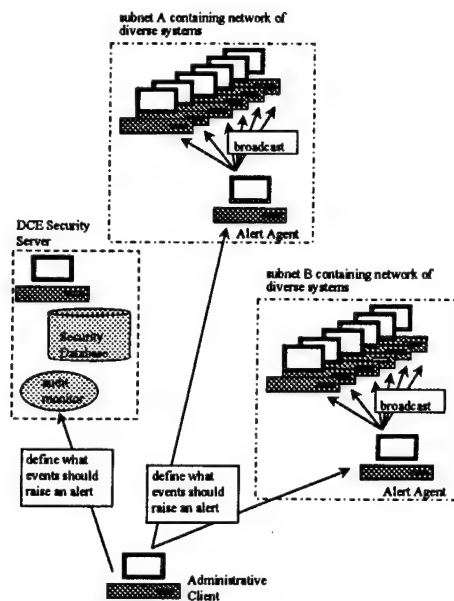 subnet A containing network of
diverse systems
broadcast
Alert Agent
DCE Security
Server
Security
Database
audit
monitor
subnet B containing network of
diverse systems
broadcast
Alert Agent
define what
events should
raise an alert
define what
events should
raise an alert
Administrative
Client